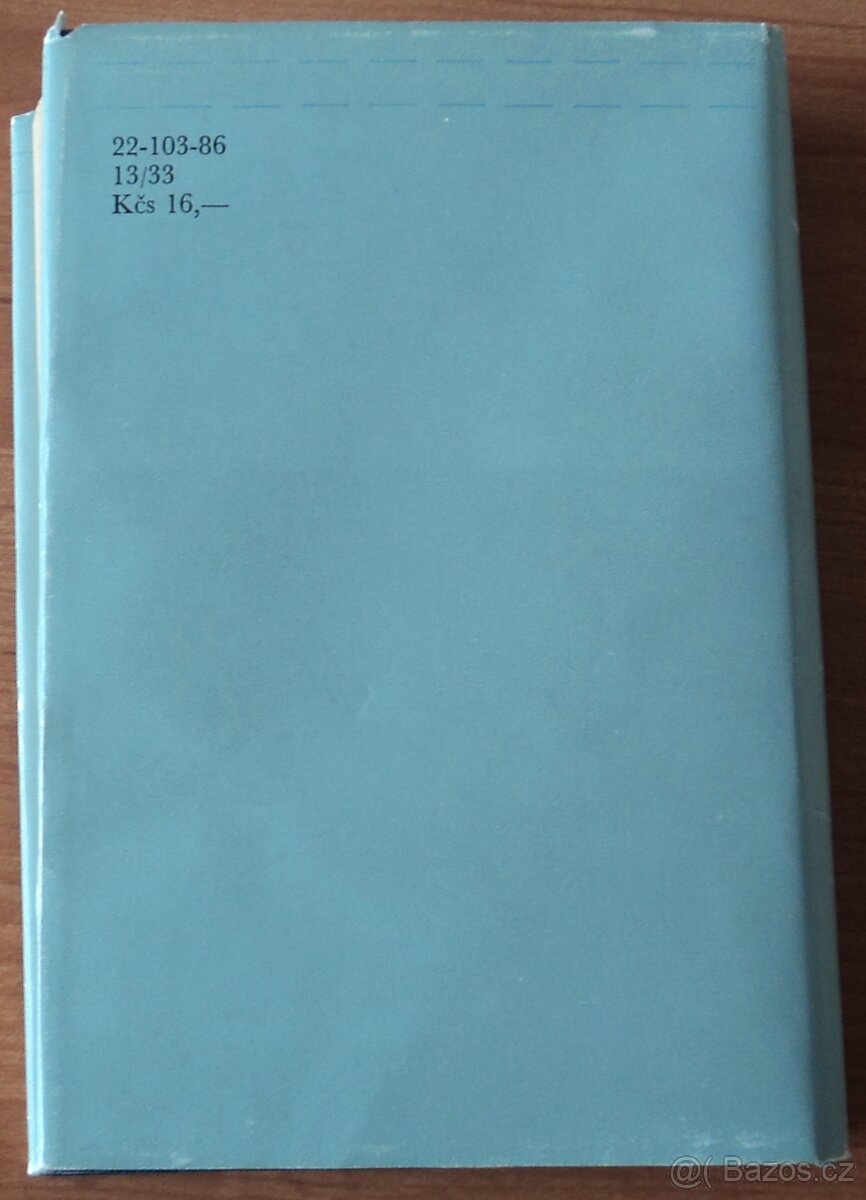 22-103-86
13/33
Kčs 16,—
@( Bazos.cz